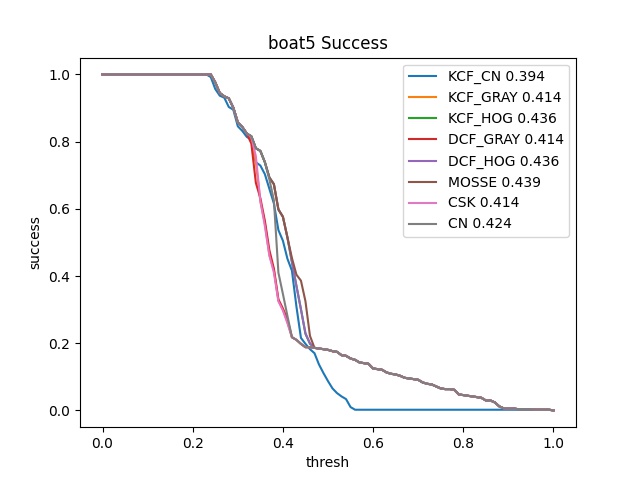 boat5 Success
KCF_CN 0.394
KCF_GRAY 0.414
KCF_HOG 0.436
DCF_GRAY 0.414
DCF_HOG 0.436
MOSSE 0.439
CSK 0.414
CN 0.424
success
1.0
0.8
0.6
0.4
0.2
0.0
0.0 0.2 0.4 0.6 0.8 1.0
thresh